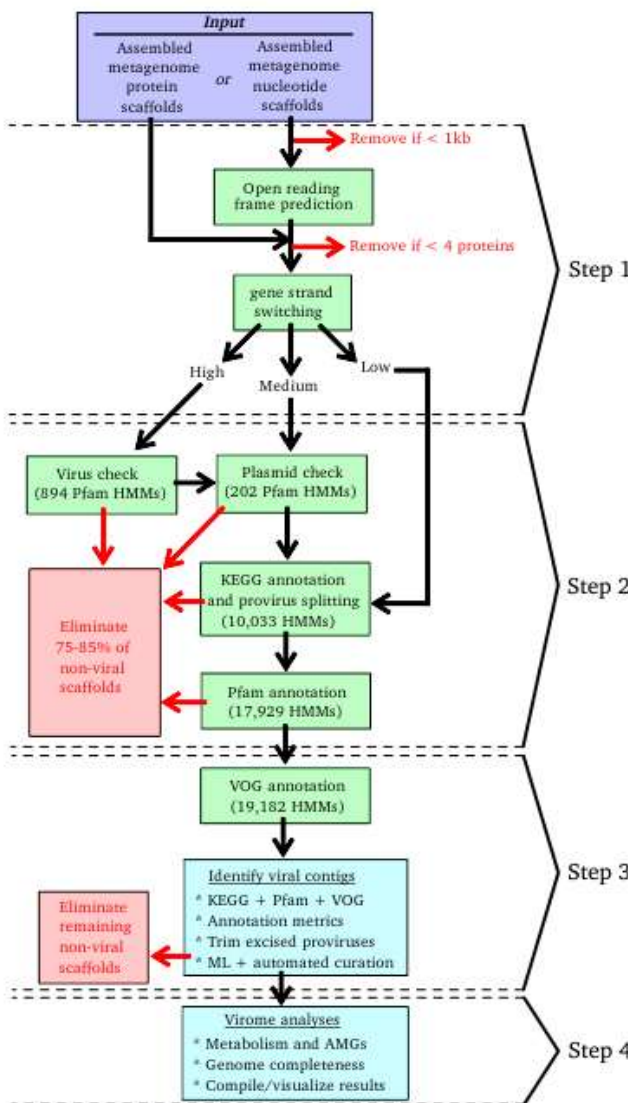 Input
Assembled
metagenome
protein
scaffolds
or
Assembled
metagenome
nucleotide
scaffolds
Remove if < 1kb
Open reading
frame prediction
Remove if < 4 proteins
Step 1
gene strand
switching
High
Medium
Low
Virus check
(894 Pfam HMMs)
Plasmid check
(202 Pfam HMMs)
KEGG annotation
and provirus splitting
(10,033 HMMs)
Step 2
Eliminate
75-85% of
non-viral
scaffolds
Pfam annotation
(17,929 HMMs)
VOG annotation
(19,182 HMMs)
Step 3
Identify viral contigs
* KEGG + Pfam + VOG
* Annotation metrics
* Trim excised proviruses
* ML + automated curation
Eliminate
remaining
non-viral
scaffolds
Virome analyses
* Metabolism and AMGs
* Genome completeness
* Compile/visualize results
Step 4